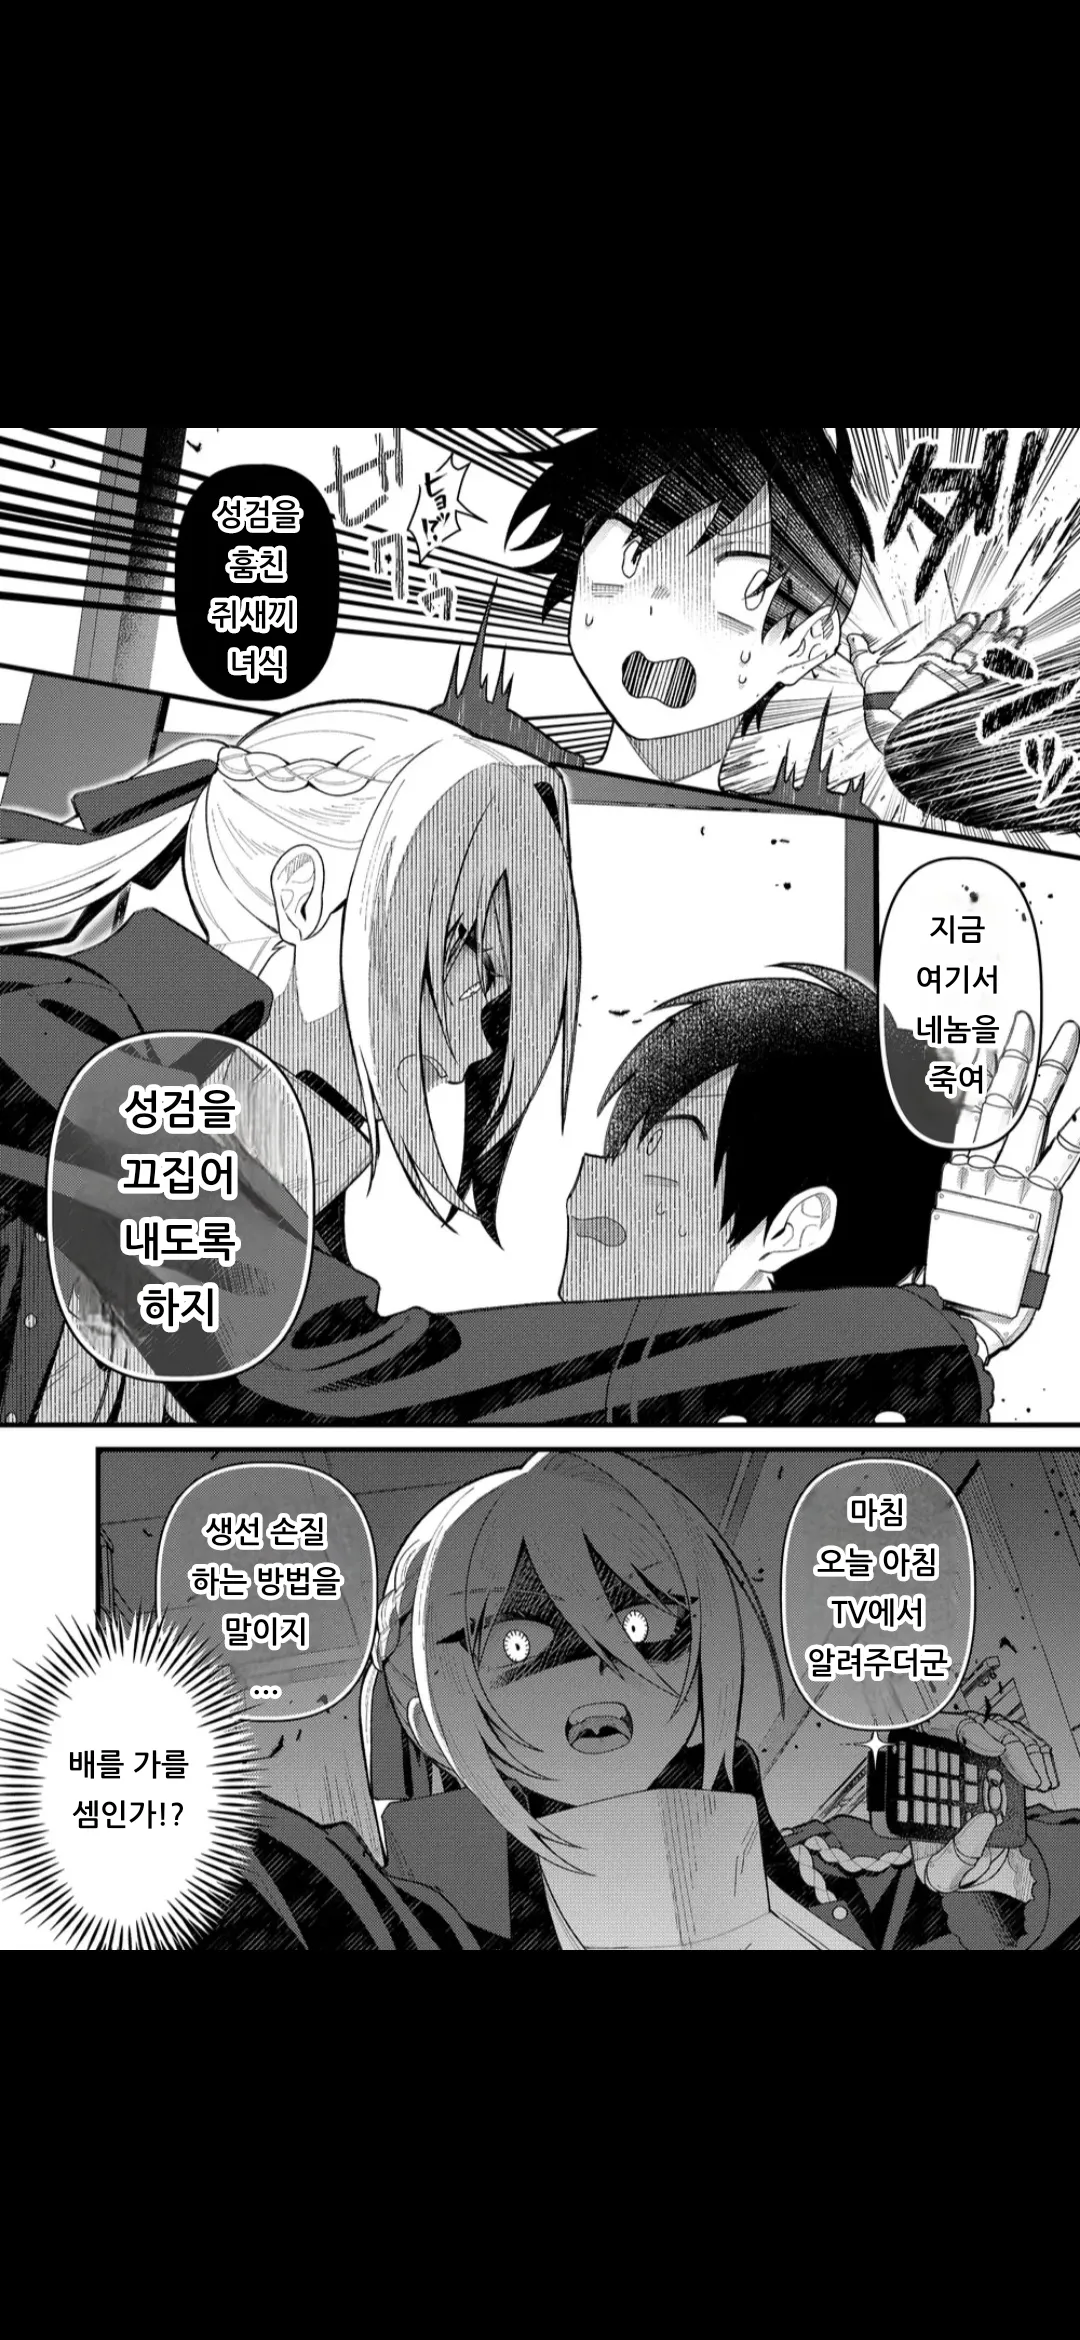 성검을
훔친
쥐새끼
녀석
ヒョッ!?
지금
여기서
네놈을
죽여
성검을
끄집어
내도록
하지
마침
오늘 아침
TV에서
알려주더군
생선 손질
하는 방법을
말이지
...
배를 가를
셈인가!?